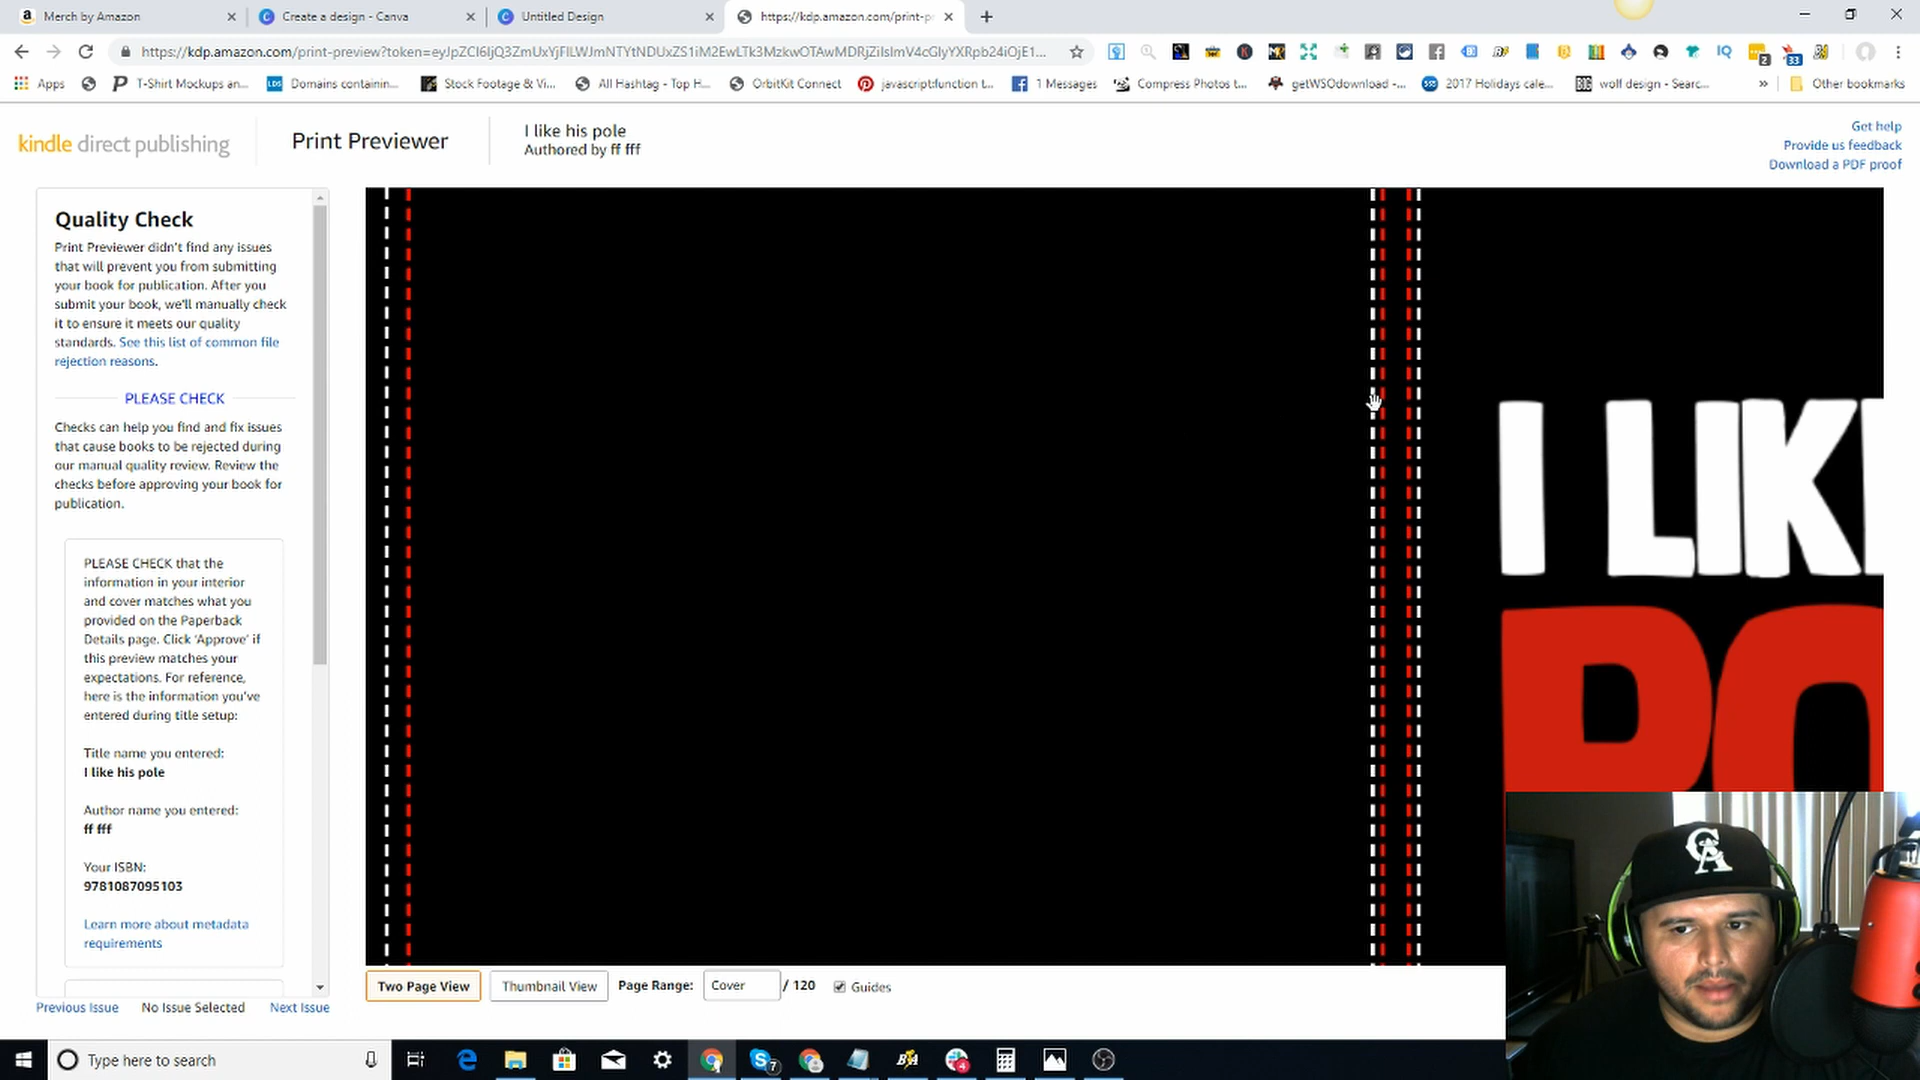 Merch by Amazon
Create a design - Canva
Untitled Design
https://kdp.amazon.com/print-p
https://kdp.amazon.com/print-preview?token=
Apps
T-Shirt Mockups an...
Domains containin...
Stock Footage & Vi...
All Hashtag - Top H...
OrbitKit Connect
javascript:function t...
1 Messages
Compress Photos t...
getWSOdownload -...
2017 Holidays cale...
wolf design - Searc...
Other bookmarks
kindle direct publishing
Print Previewer
I like his pole
Authored by ff fff
Get help
Provide us feedback
Download a PDF proof
Quality Check
Print Previewer didn't find any issues
that will prevent you from submitting
your book for publication. After you
submit your book, we'll manually check
it to ensure it meets our quality
standards. See this list of common file
rejection reasons.
PLEASE CHECK
Checks can help you find and fix issues
that cause books to be rejected during
our manual quality review. Review the
checks before approving your book for
publication.
PLEASE CHECK that the
information in your interior
and cover matches what you
provided on the Paperback
Details page. Click 'Approve' if
this preview matches your
expectations. For reference,
here is the information you've
entered during title setup:
Title name you entered:
I like his pole
Author name you entered:
ff fff
Your ISBN:
9781087095103
Learn more about metadata
requirements
Previous Issue
No Issue Selected
Next Issue
I LIK
PO
Two Page View
Thumbnail View
Page Range:
Cover
/ 120
Guides
Type here to search